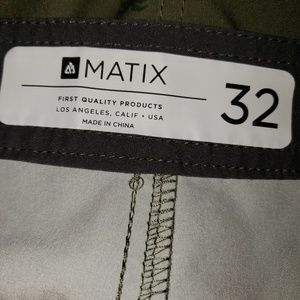 MATIX
FIRST QUALITY PRODUCTS
LOS ANGELES, CALIF • USA
MADE IN CHINA
32